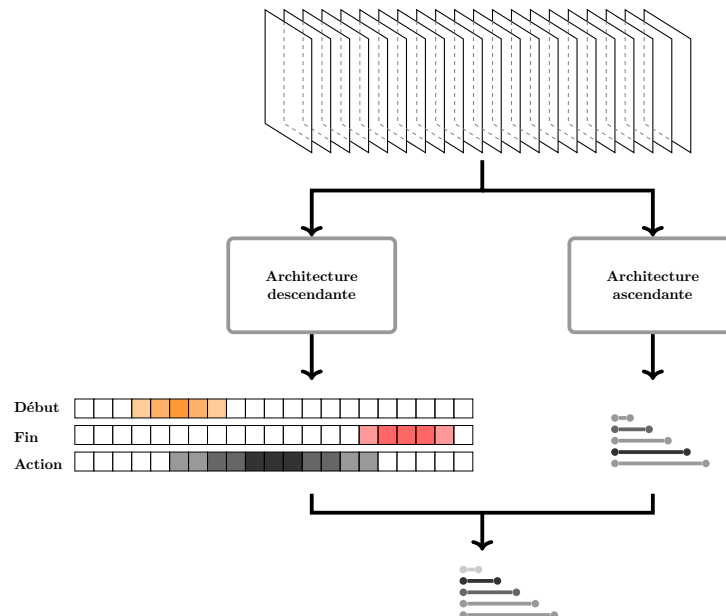 Architecture
descendante
Architecture
ascendante
Début
Fin
Action